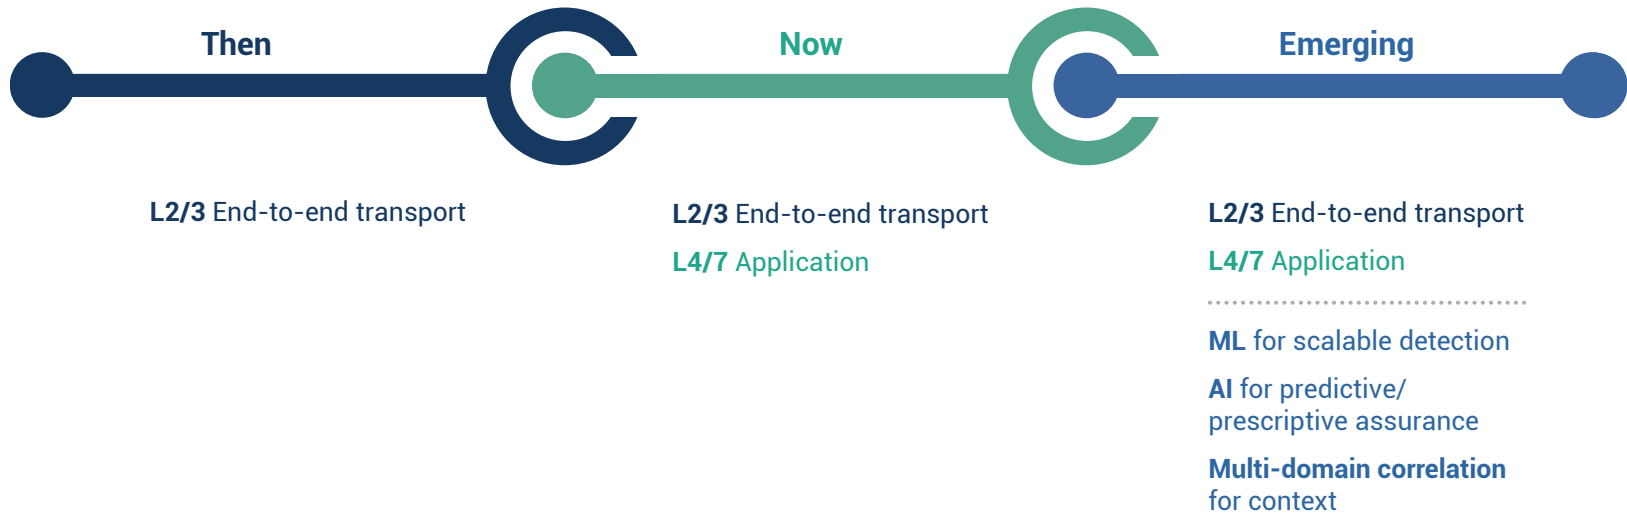 Then
L2/3 End-to-end transport
Now
L2/3 End-to-end transport
L4/7 Application
Emerging
L2/3 End-to-end transport
L4/7 Application
ML for scalable detection
AI for predictive/
prescriptive assurance
Multi-domain correlation
for context